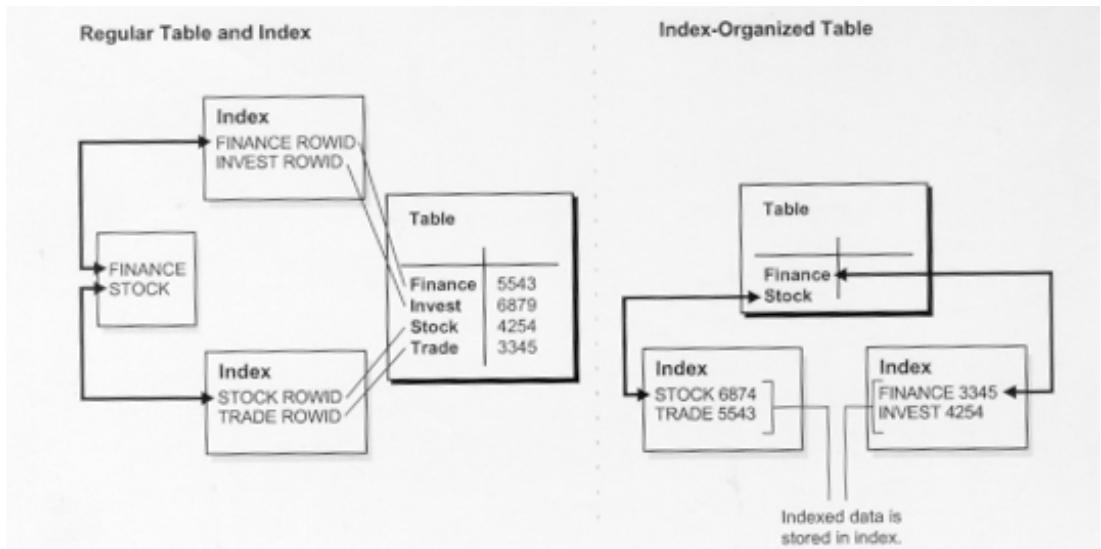 Regular Table and Index
Index
FINANCE ROWID
INVEST ROWID
FINANCE
STOCK
Table
Finance 5543
Invest 6879
Stock 4254
Trade 3345
Index
STOCK ROWID
TRADE ROWID
Index-Organized Table
Table
Finance
Stock
Index
STOCK 6874
TRADE 5543
Index
FINANCE 3345
INVEST 4254
Indexed data is
stored in index.